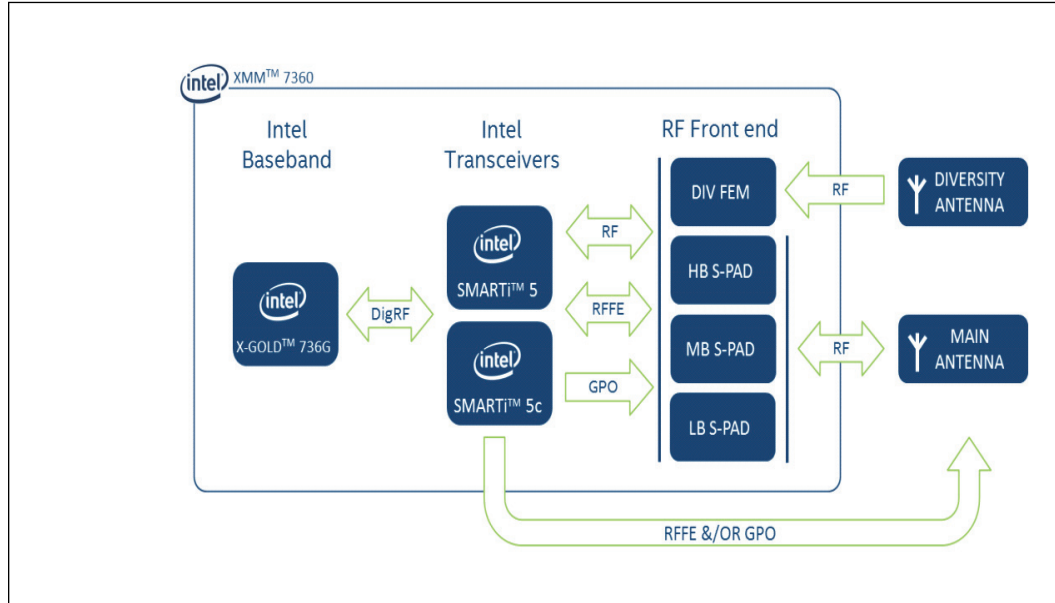 intel XMM™ 7360
Intel
Baseband
Intel
Transceivers
RF Front end
intel
X-GOLD™ 736G
DigRF
intel
SMARTi™ 5
intel
SMARTi™ 5c
RF
RFFE
GPO
DIV FEM
HB S-PAD
MB S-PAD
LB S-PAD
RF
DIVERSITY
ANTENNA
RF
MAIN
ANTENNA
RFFE &/OR GPO